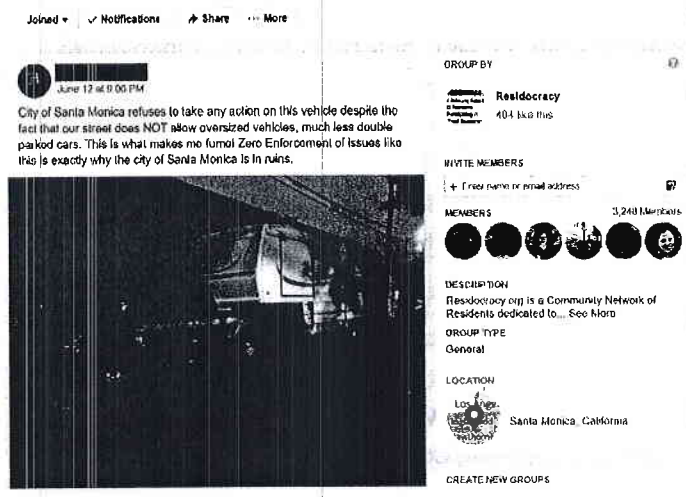 Joined
Notifications
Share
More
June 12 at 9:00 PM
City of Santa Monica refuses to take any action on this vehicle despite the
fact that our street does NOT allow oversized vehicles, much less double
parked cars. This is what makes me fume! Zero Enforcement of issues like
this is exactly why the city of Santa Monica is in ruins.
GROUP BY
Residocracy
404 like this
INVITE MEMBERS
+ Enter name or email address
MEMBERS
3,248 Members
DESCRIPTION
Residocracy.org is a Community Network of
Residents dedicated to... See More
GROUP TYPE
General
LOCATION
Los Angeles
Santa Monica, California
CREATE NEW GROUPS